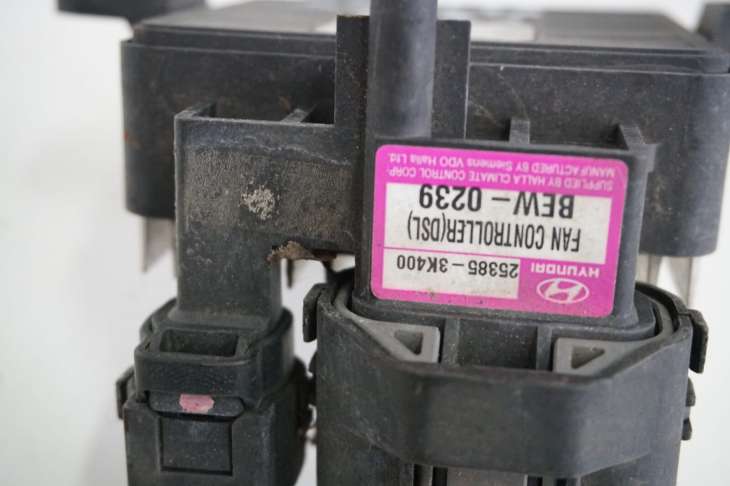 HYUNDAI
25385-3K400
FAN CONTROLLER(DSL)
BEW-0239
SUPPLIED BY HALLA CLIMATE CONTROL CORP.
MANUFACTURED BY Siemens VDO Halla Ltd.